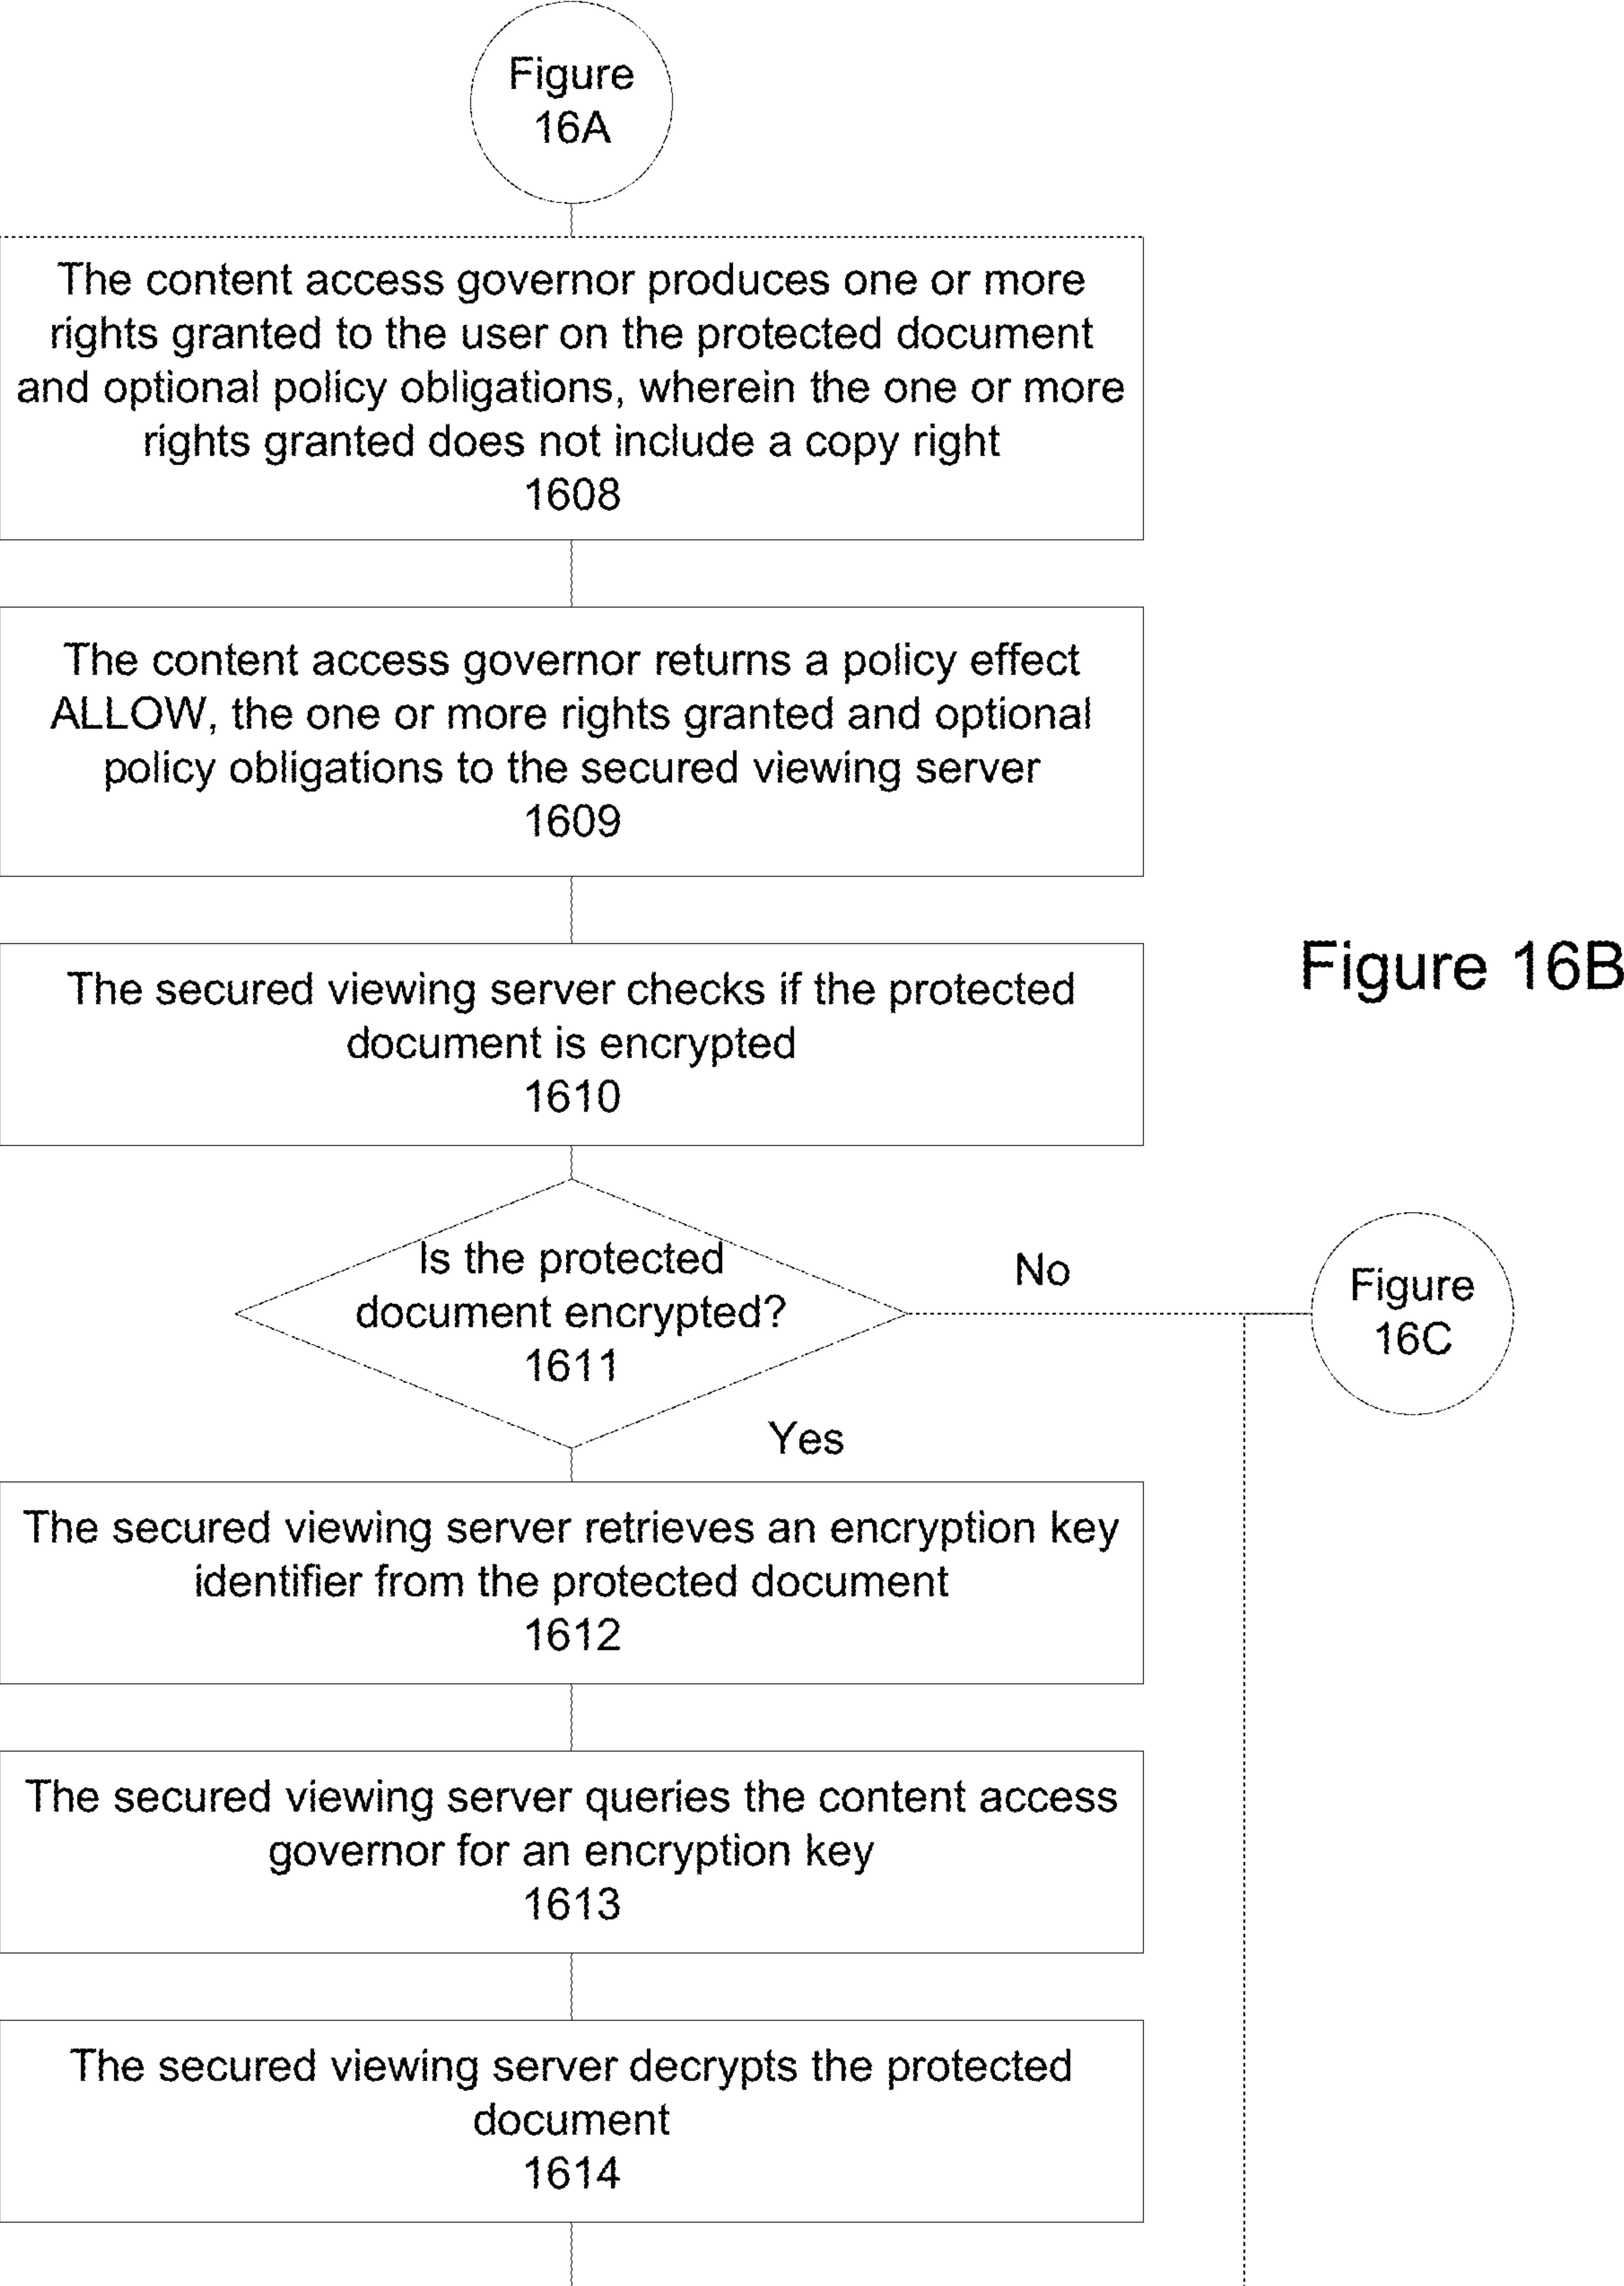 Figure
16A
The content access governor produces one or more
rights granted to the user on the protected document
and optional policy obligations, wherein the one or more
rights granted does not include a copy right
1608
The content access governor returns a policy effect
ALLOW, the one or more rights granted and optional
policy obligations to the secured viewing server
1609
The secured viewing server checks if the protected
document is encrypted
1610
Figure 16B
Is the protected
document encrypted?
1611
No
Figure
16C
Yes
The secured viewing server retrieves an encryption key
identifier from the protected document
1612
The secured viewing server queries the content access
governor for an encryption key
1613
The secured viewing server decrypts the protected
document
1614